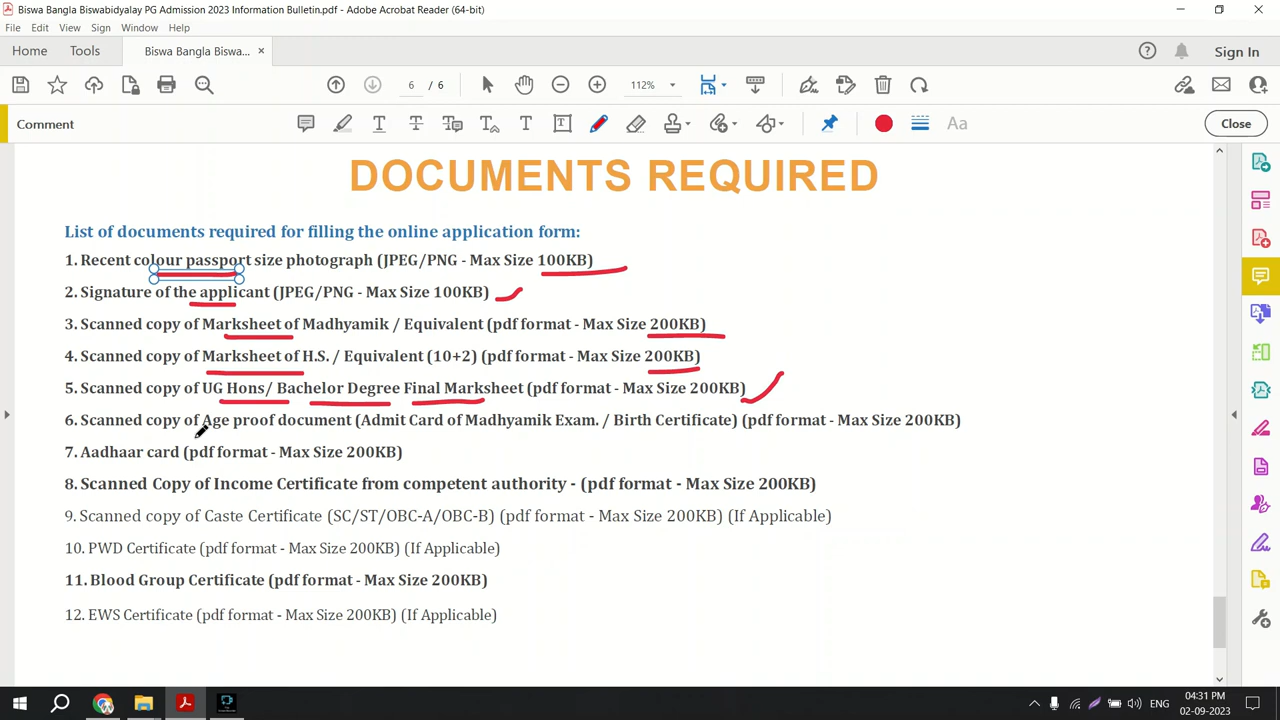 Biswa Bangla Biswabidyalay PG Admission 2023 Information Bulletin.pdf - Adobe Acrobat Reader (64-bit)
File Edit View Sign Window Help
Home Tools Biswa Bangla Biswa... × Sign In
6 / 6 112%
Comment Aa Close
DOCUMENTS REQUIRED
List of documents required for filling the online application form:
1. Recent colour passport size photograph (JPEG/PNG - Max Size 100KB)
2. Signature of the applicant (JPEG/PNG - Max Size 100KB)
3. Scanned copy of Marksheet of Madhyamik / Equivalent (pdf format - Max Size 200KB)
4. Scanned copy of Marksheet of H.S. / Equivalent (10+2) (pdf format - Max Size 200KB)
5. Scanned copy of UG Hons/ Bachelor Degree Final Marksheet (pdf format - Max Size 200KB)
6. Scanned copy of Age proof document (Admit Card of Madhyamik Exam. / Birth Certificate) (pdf format - Max Size 200KB)
7. Aadhaar card (pdf format - Max Size 200KB)
8. Scanned Copy of Income Certificate from competent authority - (pdf format - Max Size 200KB)
9. Scanned copy of Caste Certificate (SC/ST/OBC-A/OBC-B) (pdf format - Max Size 200KB) (If Applicable)
10. PWD Certificate (pdf format - Max Size 200KB) (If Applicable)
11. Blood Group Certificate (pdf format - Max Size 200KB)
12. EWS Certificate (pdf format - Max Size 200KB) (If Applicable)
ENG
04:31 PM
02-09-2023